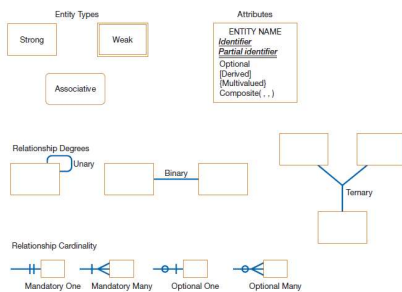 Entity Types
Attributes
Strong
Weak
Associative
ENTITY NAME
Identifier
Partial identifier
Optional
[Derived]
{Multivalued}
Composite( , , )
Relationship Degrees
Unary
Binary
Ternary
Relationship Cardinality
Mandatory One
Mandatory Many
Optional One
Optional Many